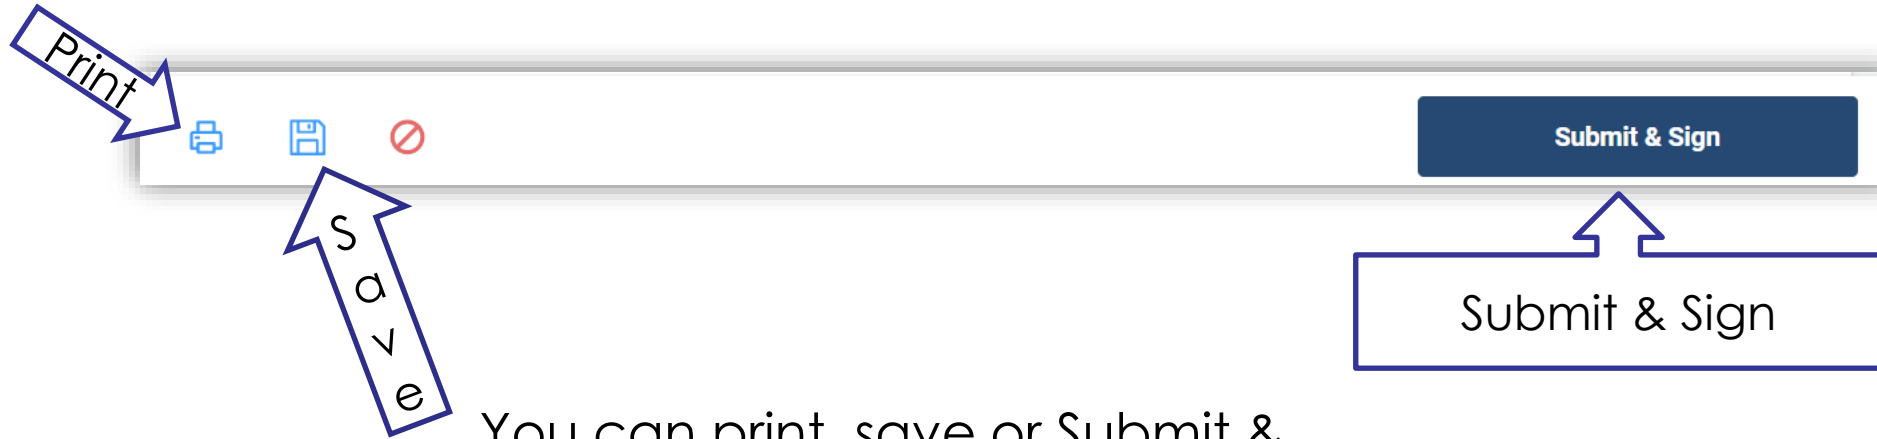 Print
Submit & Sign
Save
Submit & Sign
You can print, save or Submit &